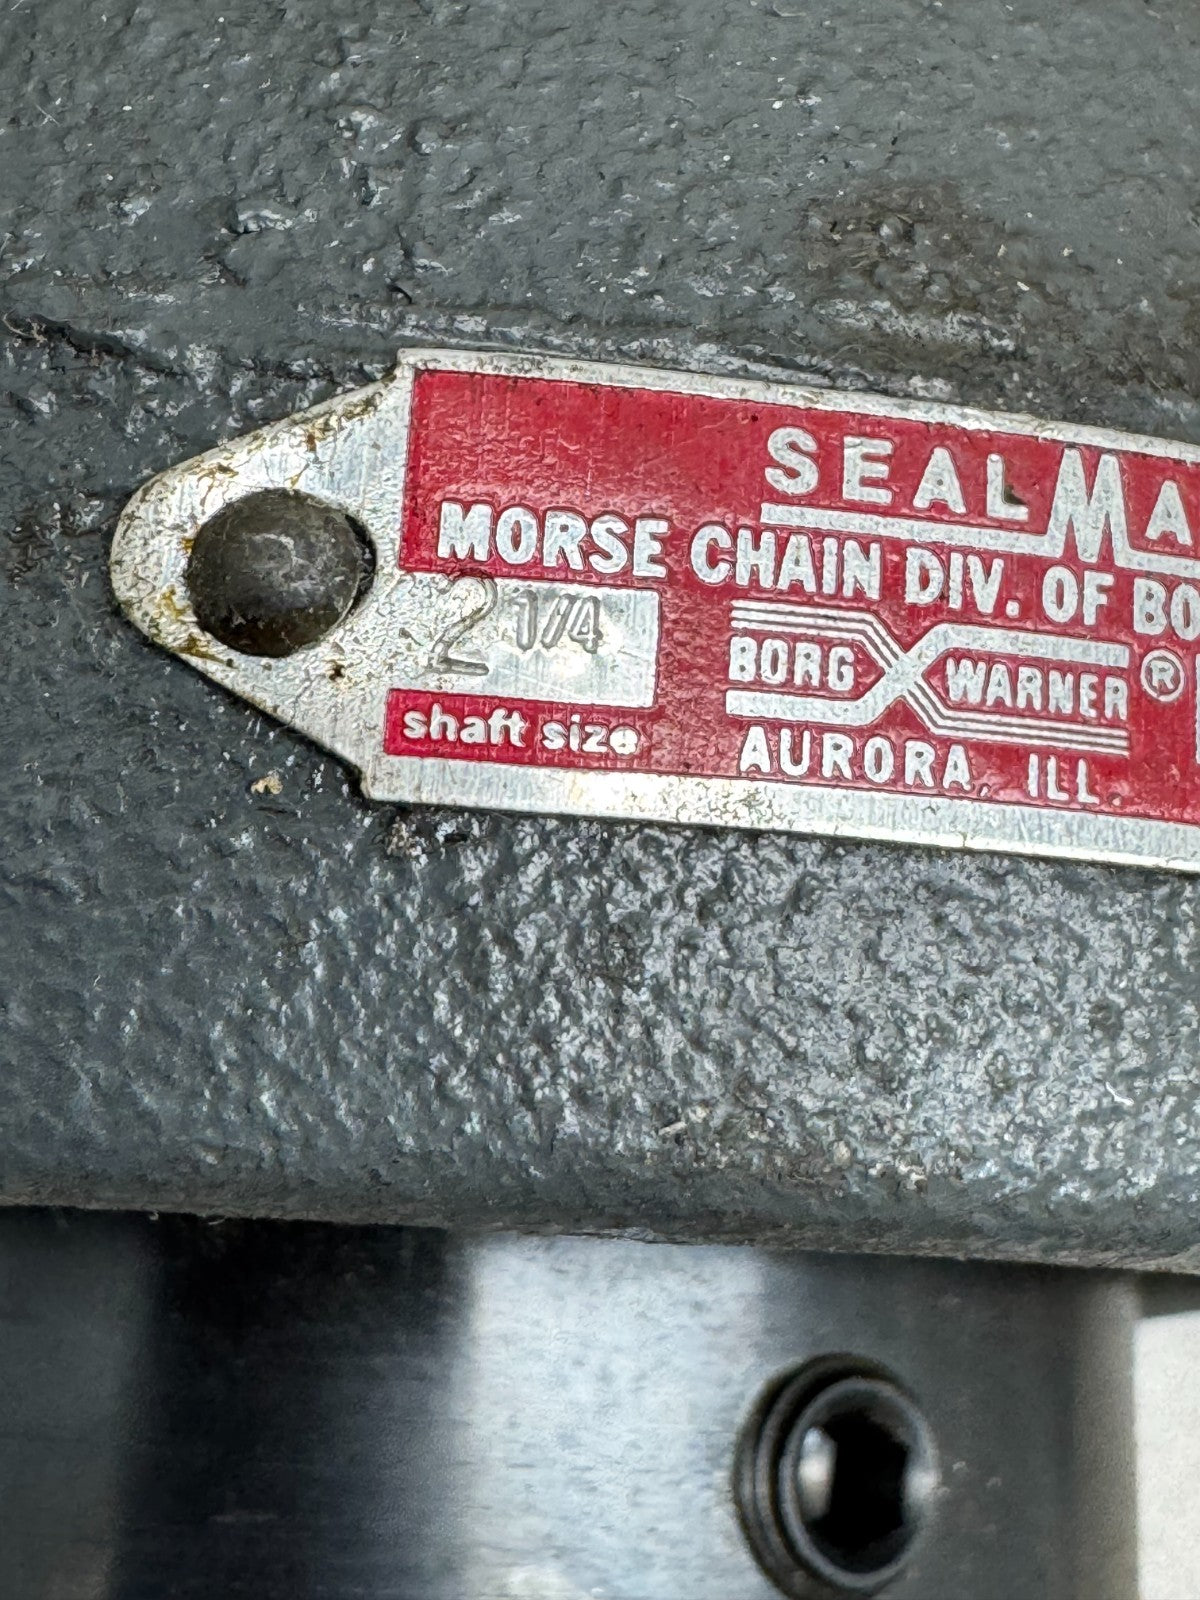 SEALMA
MORSE CHAIN DIV. OF BO
2 1/4
BORG WARNER ®
shaft size
AURORA, ILL.